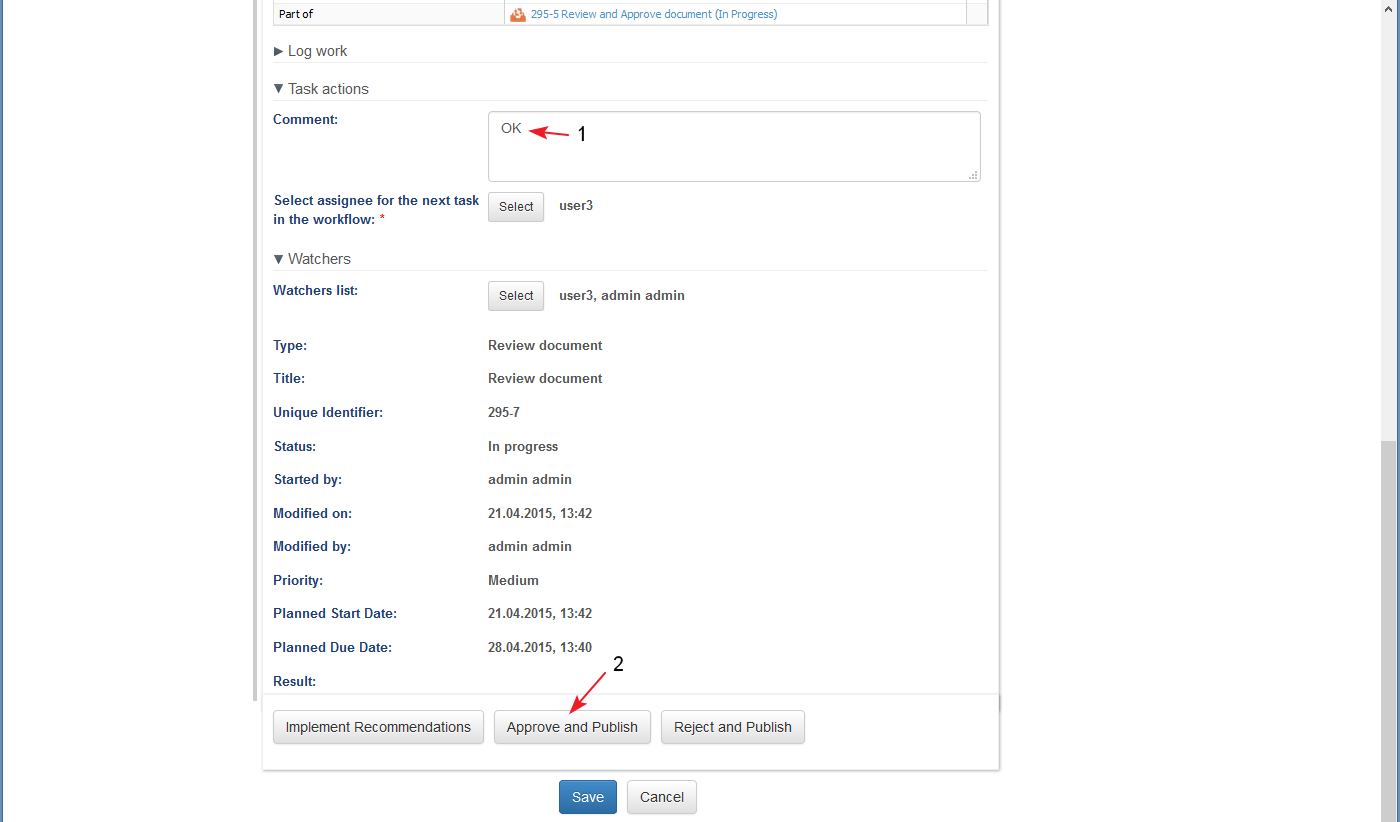 Part of 295-5 Review and Approve document (In Progress)
Log work
Task actions
Comment: OK 1
Select assignee for the next task Select user3
in the workflow: *
Watchers
Watchers list: Select user3, admin admin
Type: Review document
Title: Review document
Unique Identifier: 295-7
Status: In progress
Started by: admin admin
Modified on: 21.04.2015, 13:42
Modified by: admin admin
Priority: Medium
Planned Start Date: 21.04.2015, 13:42
Planned Due Date: 28.04.2015, 13:40
2
Result:
Implement Recommendations Approve and Publish Reject and Publish
Save Cancel